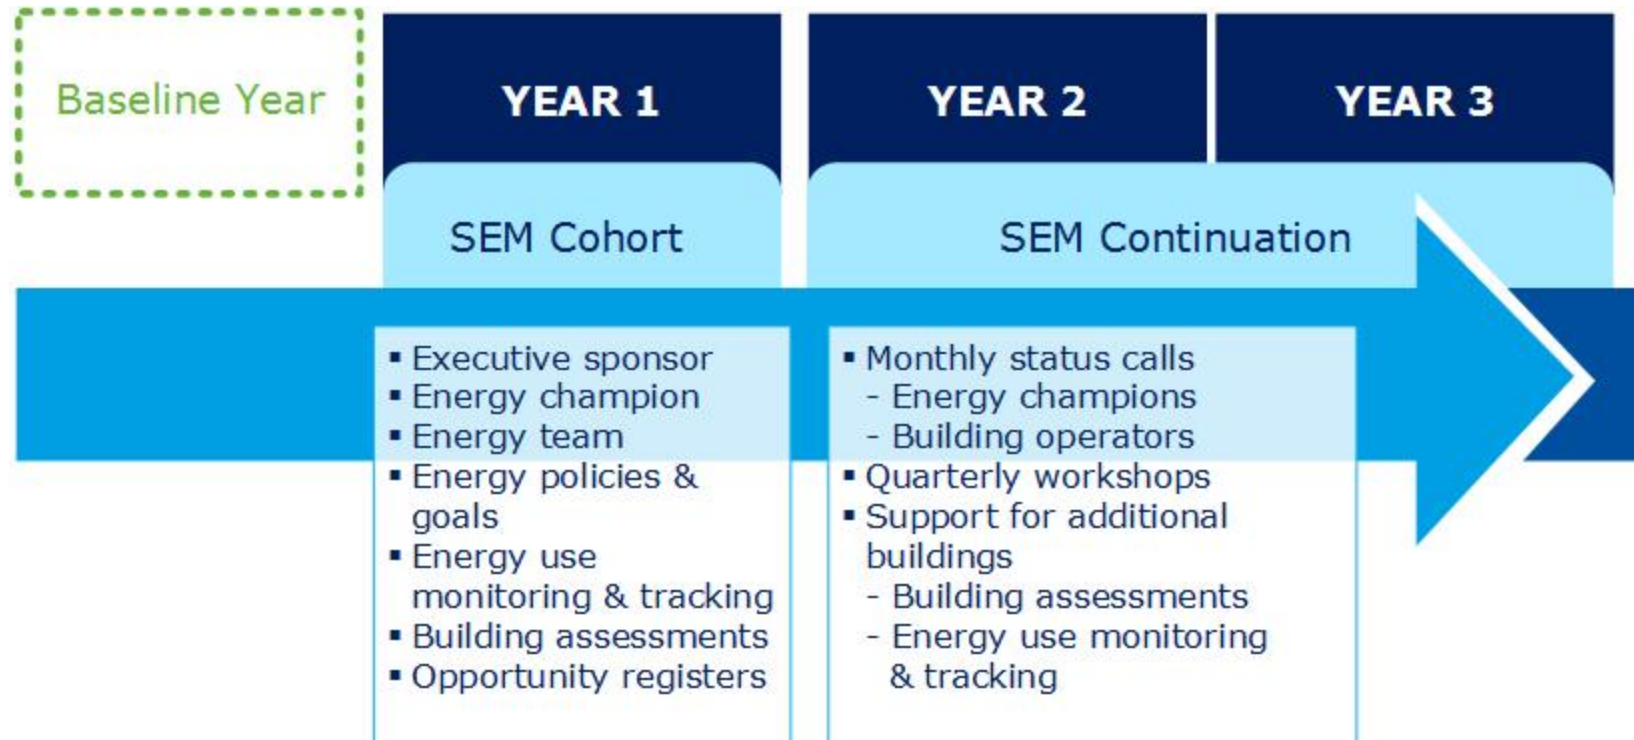 Baseline Year
YEAR 1
YEAR 2
YEAR 3
SEM Cohort
SEM Continuation
▪ Executive sponsor
▪ Energy champion
▪ Energy team
▪ Energy policies &
goals
▪ Energy use
monitoring & tracking
▪ Building assessments
▪ Opportunity registers
▪ Monthly status calls
- Energy champions
- Building operators
▪ Quarterly workshops
▪ Support for additional
buildings
- Building assessments
- Energy use monitoring
& tracking